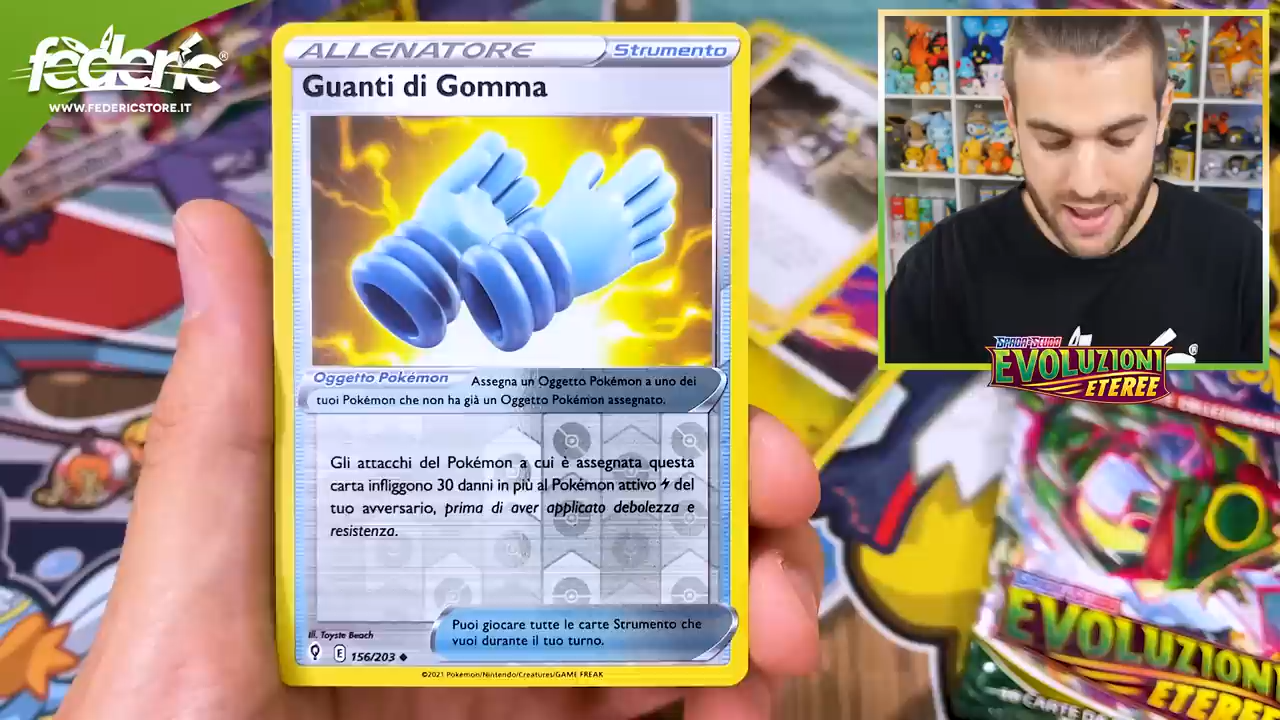 federic®
WWW.FEDERICSTORE.IT
ALLENATORE
Strumento
Guanti di Gomma
Oggetto Pokémon
Assegna un Oggetto Pokémon a uno dei
tuoi Pokémon che non ha già un Oggetto Pokémon assegnato.
Gli attacchi del Pokémon a cui è assegnata questa
carta infliggono 30 danni in più al Pokémon attivo del
tuo avversario, prima di aver applicato debolezza e
resistenza.
Puoi giocare tutte le carte Strumento che
vuoi durante il tuo turno.
Ill. Toyste Beach
E 156/203
©2021 Pokémon/Nintendo/Creatures/GAME FREAK
SPADA E SCUDO
EVOLUZIONI
ETEREE
®
EVOLUZIONI
ETEREE
10 CARTE